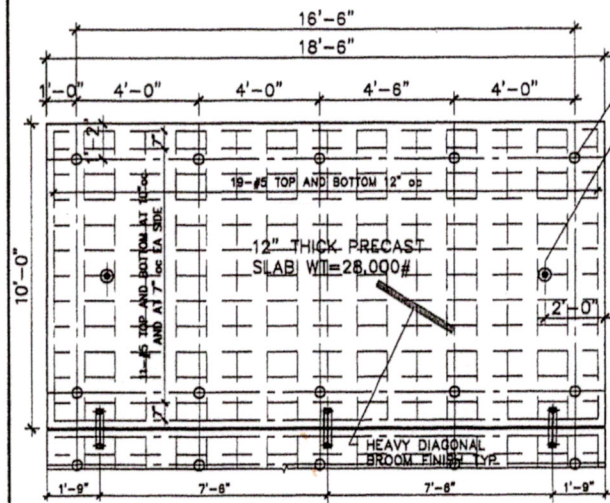 16'-6"
18'-6"
1'-0" 4'-0" 4'-0" 4'-6" 4'-0"
1'-2"
7"
19-#5 TOP AND BOTTOM 12" oc
11-#5 TOP AND BOTTOM AT 10"oc
AND AT 7" oc EA SIDE
12" THICK PRECAST
SLAB WT=28,000#
10'-0"
2'-0"
7"
HEAVY DIAGONAL
BROOM FINISH TYP.
1'-9" 7'-6" 7'-6" 1'-9"